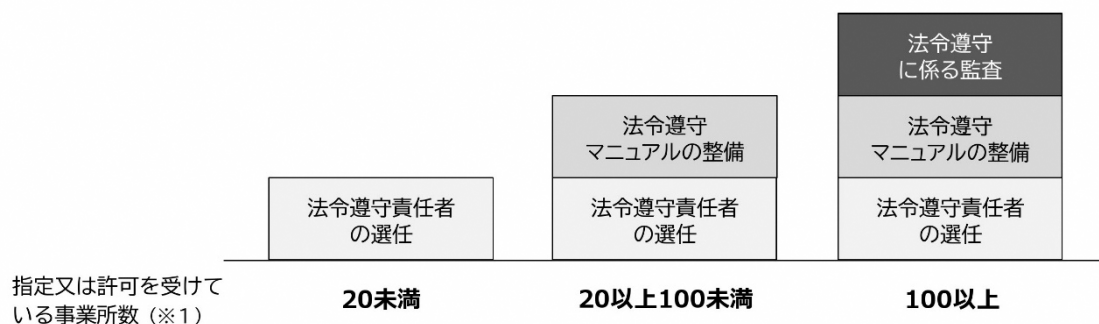 法令遵守
に係る監査
法令遵守
マニュアルの整備
法令遵守
マニュアルの整備
法令遵守責任者
の選任
法令遵守責任者
の選任
法令遵守責任者
の選任
指定又は許可を受けて
いる事業所数（※1）
20未満
20以上100未満
100以上